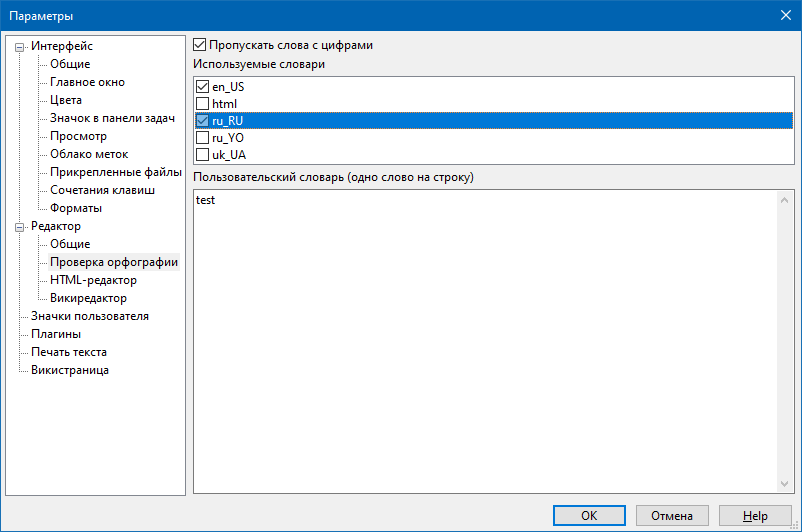 Параметры
Интерфейс
Общие
Главное окно
Цвета
Значок в панели задач
Просмотр
Облако меток
Прикрепленные файлы
Сочетания клавиш
Форматы
Редактор
Общие
Проверка орфографии
HTML-редактор
Викиредактор
Значки пользователя
Плагины
Печать текста
Викистраница
Пропускать слова с цифрами
Используемые словари
en_US
html
ru_RU
ru_YO
uk_UA
Пользовательский словарь (одно слово на строку)
test
OK
Отмена
Help